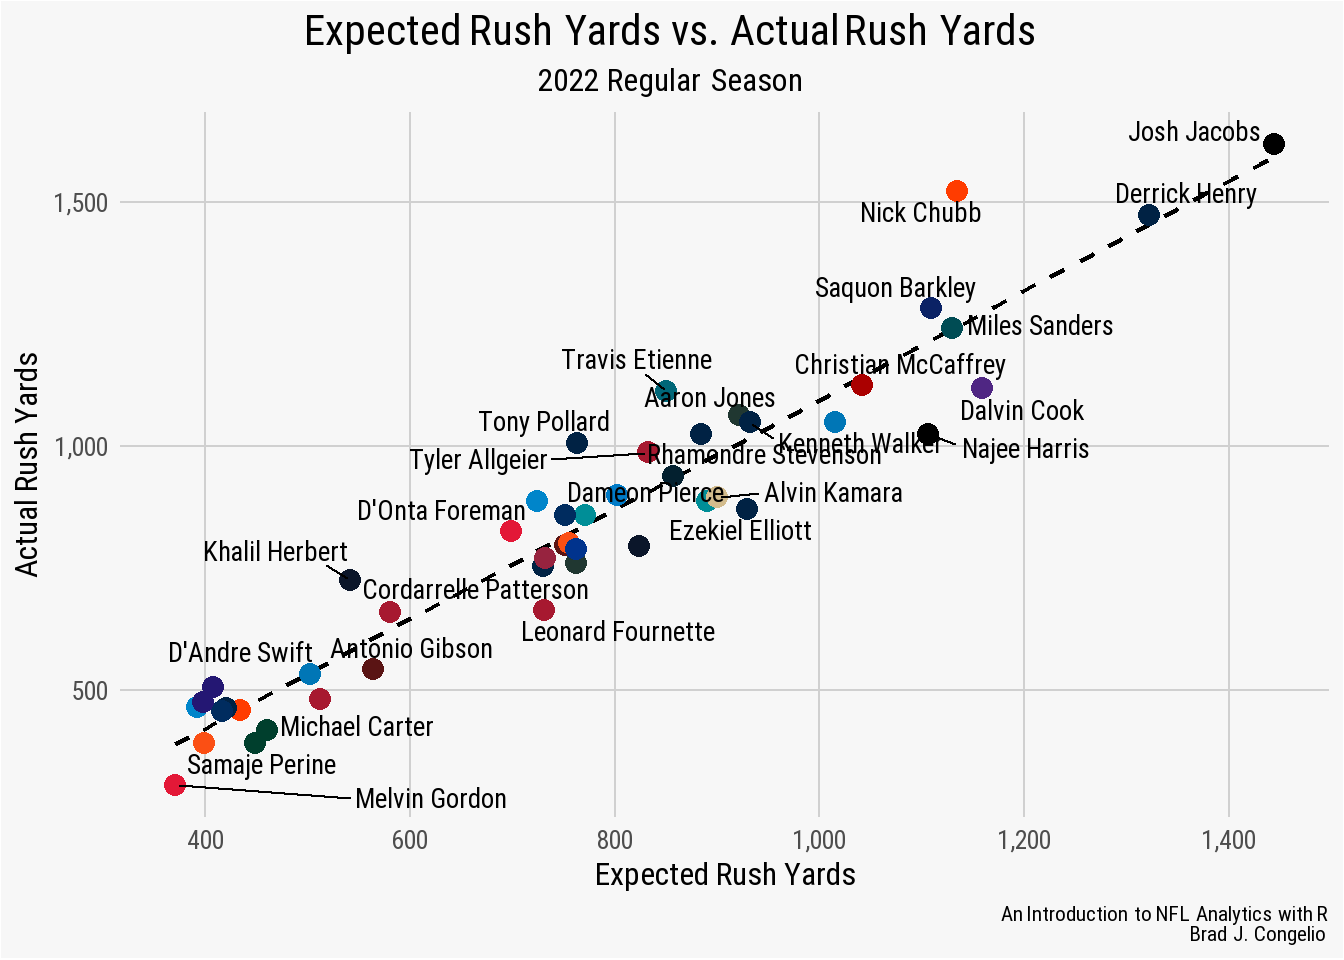 Expected Rush Yards vs. Actual Rush Yards
2022 Regular Season
Josh Jacobs
Derrick Henry
1,500
Nick Chubb
Saquon Barkley
Miles Sanders
Travis Etienne
Christian McCaffrey
Aaron Jones
Dalvin Cook
Tony Pollard
1,000
Kenneth Walker
Najee Harris
Tyler Allgeier
Rhamondre Stevenson
Dameon Pierce
Alvin Kamara
D'Onta Foreman
Ezekiel Elliott
Khalil Herbert
Cordarrelle Patterson
Leonard Fournette
D'Andre Swift
Antonio Gibson
500
Michael Carter
Samaje Perine
Melvin Gordon
Actual Rush Yards
400 600 800 1,000 1,200 1,400
Expected Rush Yards
An Introduction to NFL Analytics with R
Brad J. Congelio